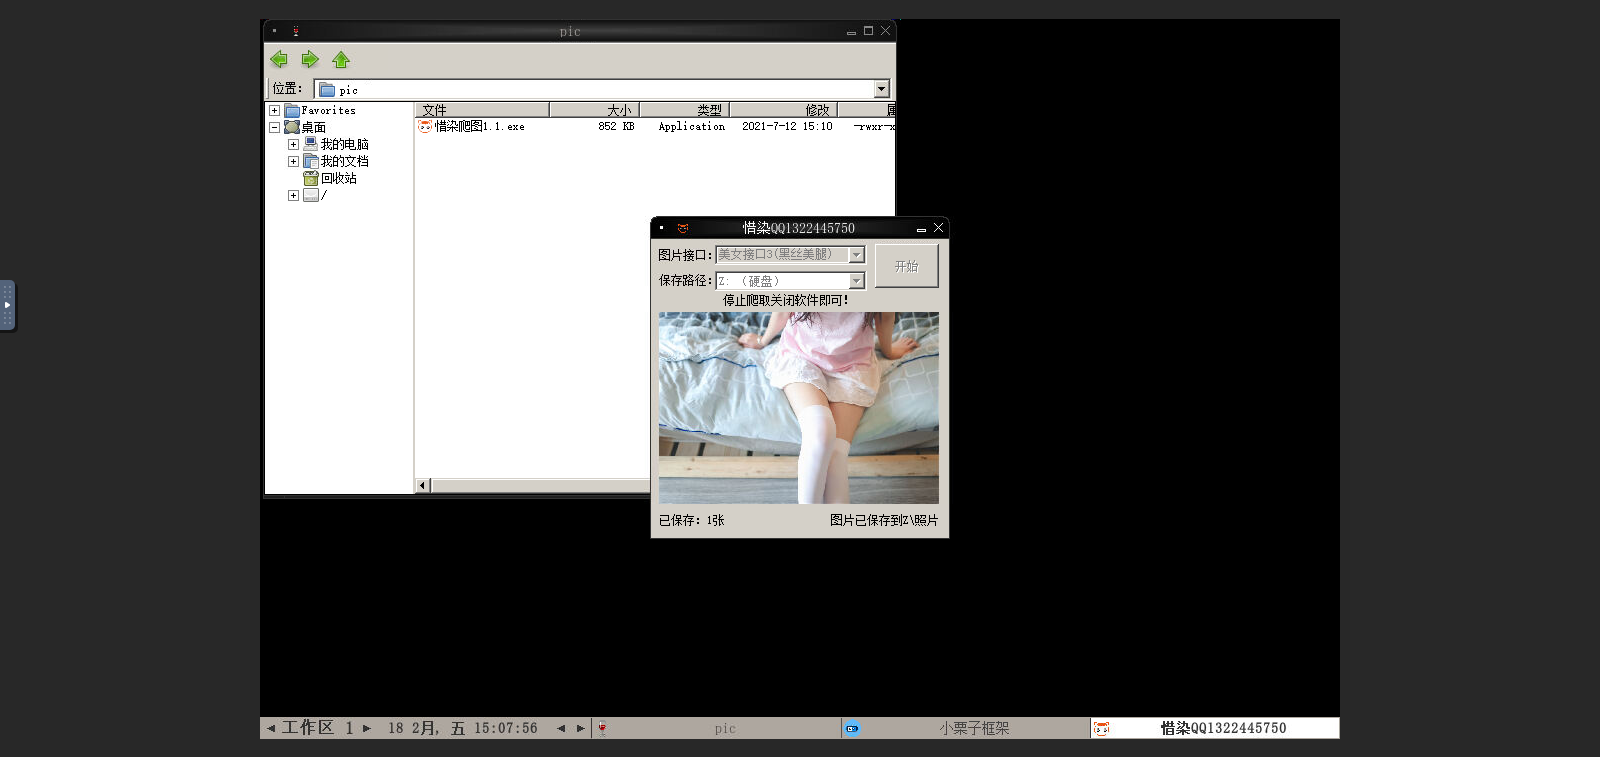 pic
位置：
pic
Favorites
桌面
我的电脑
我的文档
回收站
/
文件 大小 类型 修改
惜染爬图1.1.exe 852 KB Application 2021-7-12 15:10 -rwxr-x
惜染QQ1322445750
图片接口: 美女接口3(黑丝美腿) 开始
保存路径: Z: （硬盘）
停止爬取关闭软件即可!
已保存: 1张 图片已保存到Z\照片
工作区 1 18 2月, 五 15:07:56 pic 小栗子框架 惜染QQ1322445750